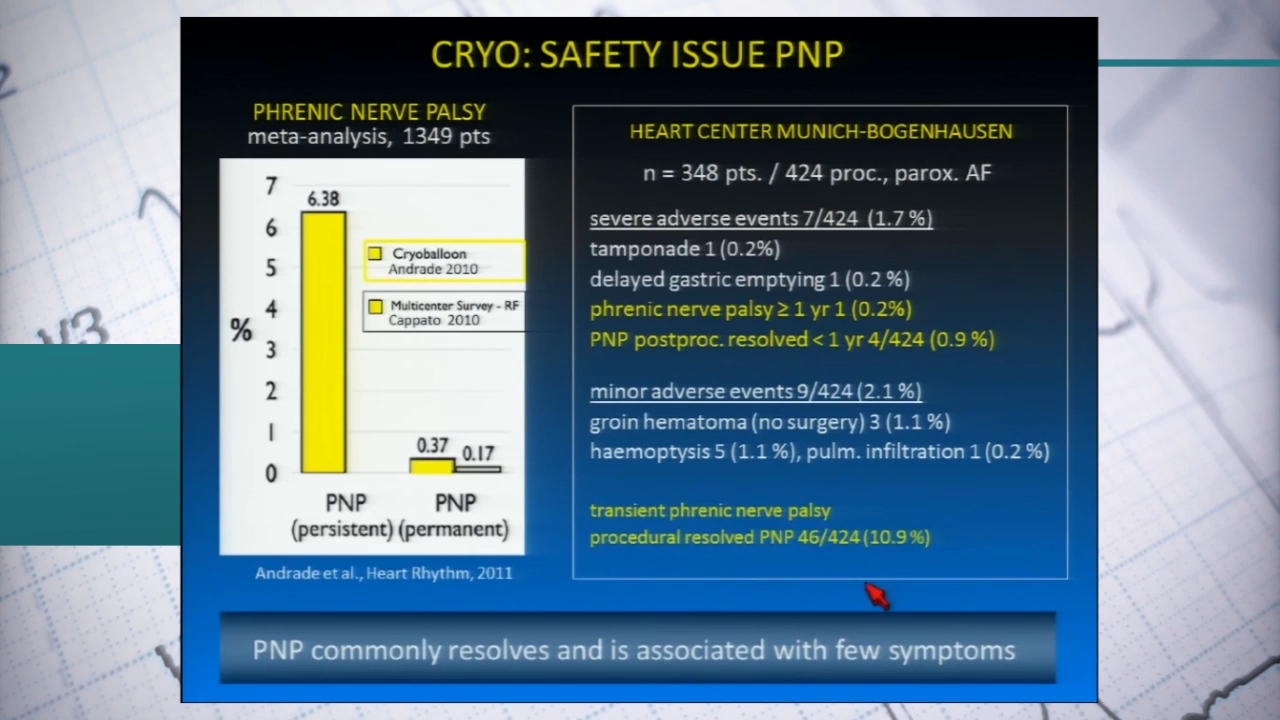 CRYO: SAFETY ISSUE PNP
PHRENIC NERVE PALSY
meta-analysis, 1349 pts
7
6
5
4
3
2
1
0
%
6.38
Cryoballoon
Andrade 2010
Multicenter Survey - RF
Cappato 2010
0.37
0.17
PNP
(persistent)
PNP
(permanent)
Andrade et al., Heart Rhythm, 2011
HEART CENTER MUNICH-BOGENHAUSEN
n = 348 pts. / 424 proc., parox. AF
severe adverse events 7/424 (1.7 %)
tamponade 1 (0.2%)
delayed gastric emptying 1 (0.2 %)
phrenic nerve palsy ≥ 1 yr 1 (0.2%)
PNP postproc. resolved < 1 yr 4/424 (0.9 %)
minor adverse events 9/424 (2.1 %)
groin hematoma (no surgery) 3 (1.1 %)
haemoptysis 5 (1.1 %), pulm. infiltration 1 (0.2 %)
transient phrenic nerve palsy
procedural resolved PNP 46/424 (10.9 %)
PNP commonly resolves and is associated with few symptoms
V3
2